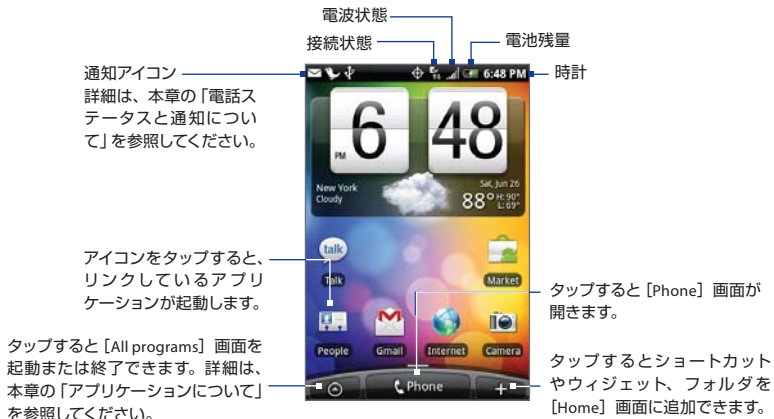 電波状態
接続状態
電池残量
通知アイコン
詳細は、本章の「電話ス
テータスと通知につい
て」を参照してください。
時計
6:48 PM
6
48
PM
New York
Cloudy
Sat, Jun 26
88°
H: 90°
L: 69°
アイコンをタップすると、
リンクしているアプリ
ケーションが起動します。
talk
Talk
Market
People
Gmail
Internet
Camera
Phone
タップすると［Phone］画面が
開きます。
タップすると［All programs］画面を
起動または終了できます。詳細は、
本章の「アプリケーションについて」
を参照してください。
タップするとショートカット
やウィジェット、フォルダを
［Home］画面に追加できます。